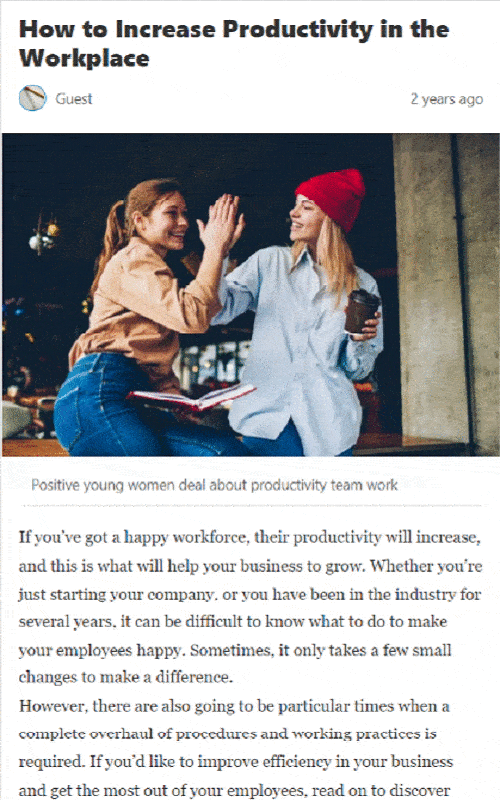 How to Increase Productivity in the
Workplace
Guest
2 years ago
Positive young women deal about productivity team work
If you've got a happy workforce, their productivity will increase,
and this is what will help your business to grow. Whether you're
just starting your company, or you have been in the industry for
several years, it can be difficult to know what to do to make
your employees happy. Sometimes, it only takes a few small
changes to make a difference.
However, there are also going to be particular times when a
complete overhaul of procedures and working practices is
required. If you'd like to improve efficiency in your business
and get the most out of your employees, read on to discover